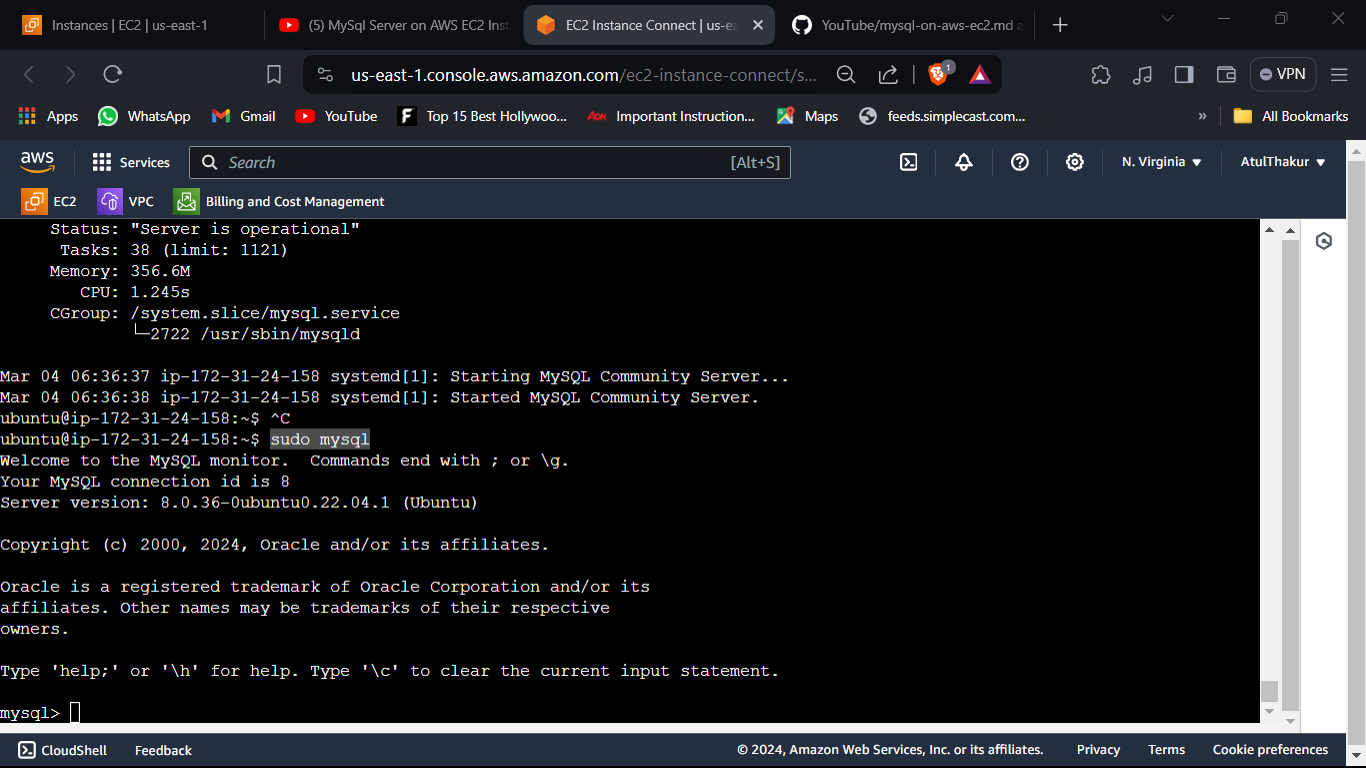 Instances | EC2 | us-east-1
(5) MySql Server on AWS EC2 Inst
EC2 Instance Connect | us-ea
YouTube/mysql-on-aws-ec2.md a
us-east-1.console.aws.amazon.com/ec2-instance-connect/s...
1
VPN
Apps
WhatsApp
Gmail
YouTube
F
Top 15 Best Hollywoo...
Aon
Important Instruction...
Maps
feeds.simplecast.com...
»
All Bookmarks
aws
Services
Search
[Alt+S]
N. Virginia
AtulThakur
EC2
VPC
Billing and Cost Management
Status: "Server is operational"
Tasks: 38 (limit: 1121)
Memory: 356.6M
CPU: 1.245s
CGroup: /system.slice/mysql.service
└─2722 /usr/sbin/mysqld
Mar 04 06:36:37 ip-172-31-24-158 systemd[1]: Starting MySQL Community Server...
Mar 04 06:36:38 ip-172-31-24-158 systemd[1]: Started MySQL Community Server.
ubuntu@ip-172-31-24-158:~$ ^C
ubuntu@ip-172-31-24-158:~$ sudo mysql
Welcome to the MySQL monitor.  Commands end with ; or \g.
Your MySQL connection id is 8
Server version: 8.0.36-0ubuntu0.22.04.1 (Ubuntu)
Copyright (c) 2000, 2024, Oracle and/or its affiliates.
Oracle is a registered trademark of Oracle Corporation and/or its
affiliates. Other names may be trademarks of their respective
owners.
Type 'help;' or '\h' for help. Type '\c' to clear the current input statement.
mysql>
CloudShell
Feedback
© 2024, Amazon Web Services, Inc. or its affiliates.
Privacy
Terms
Cookie preferences